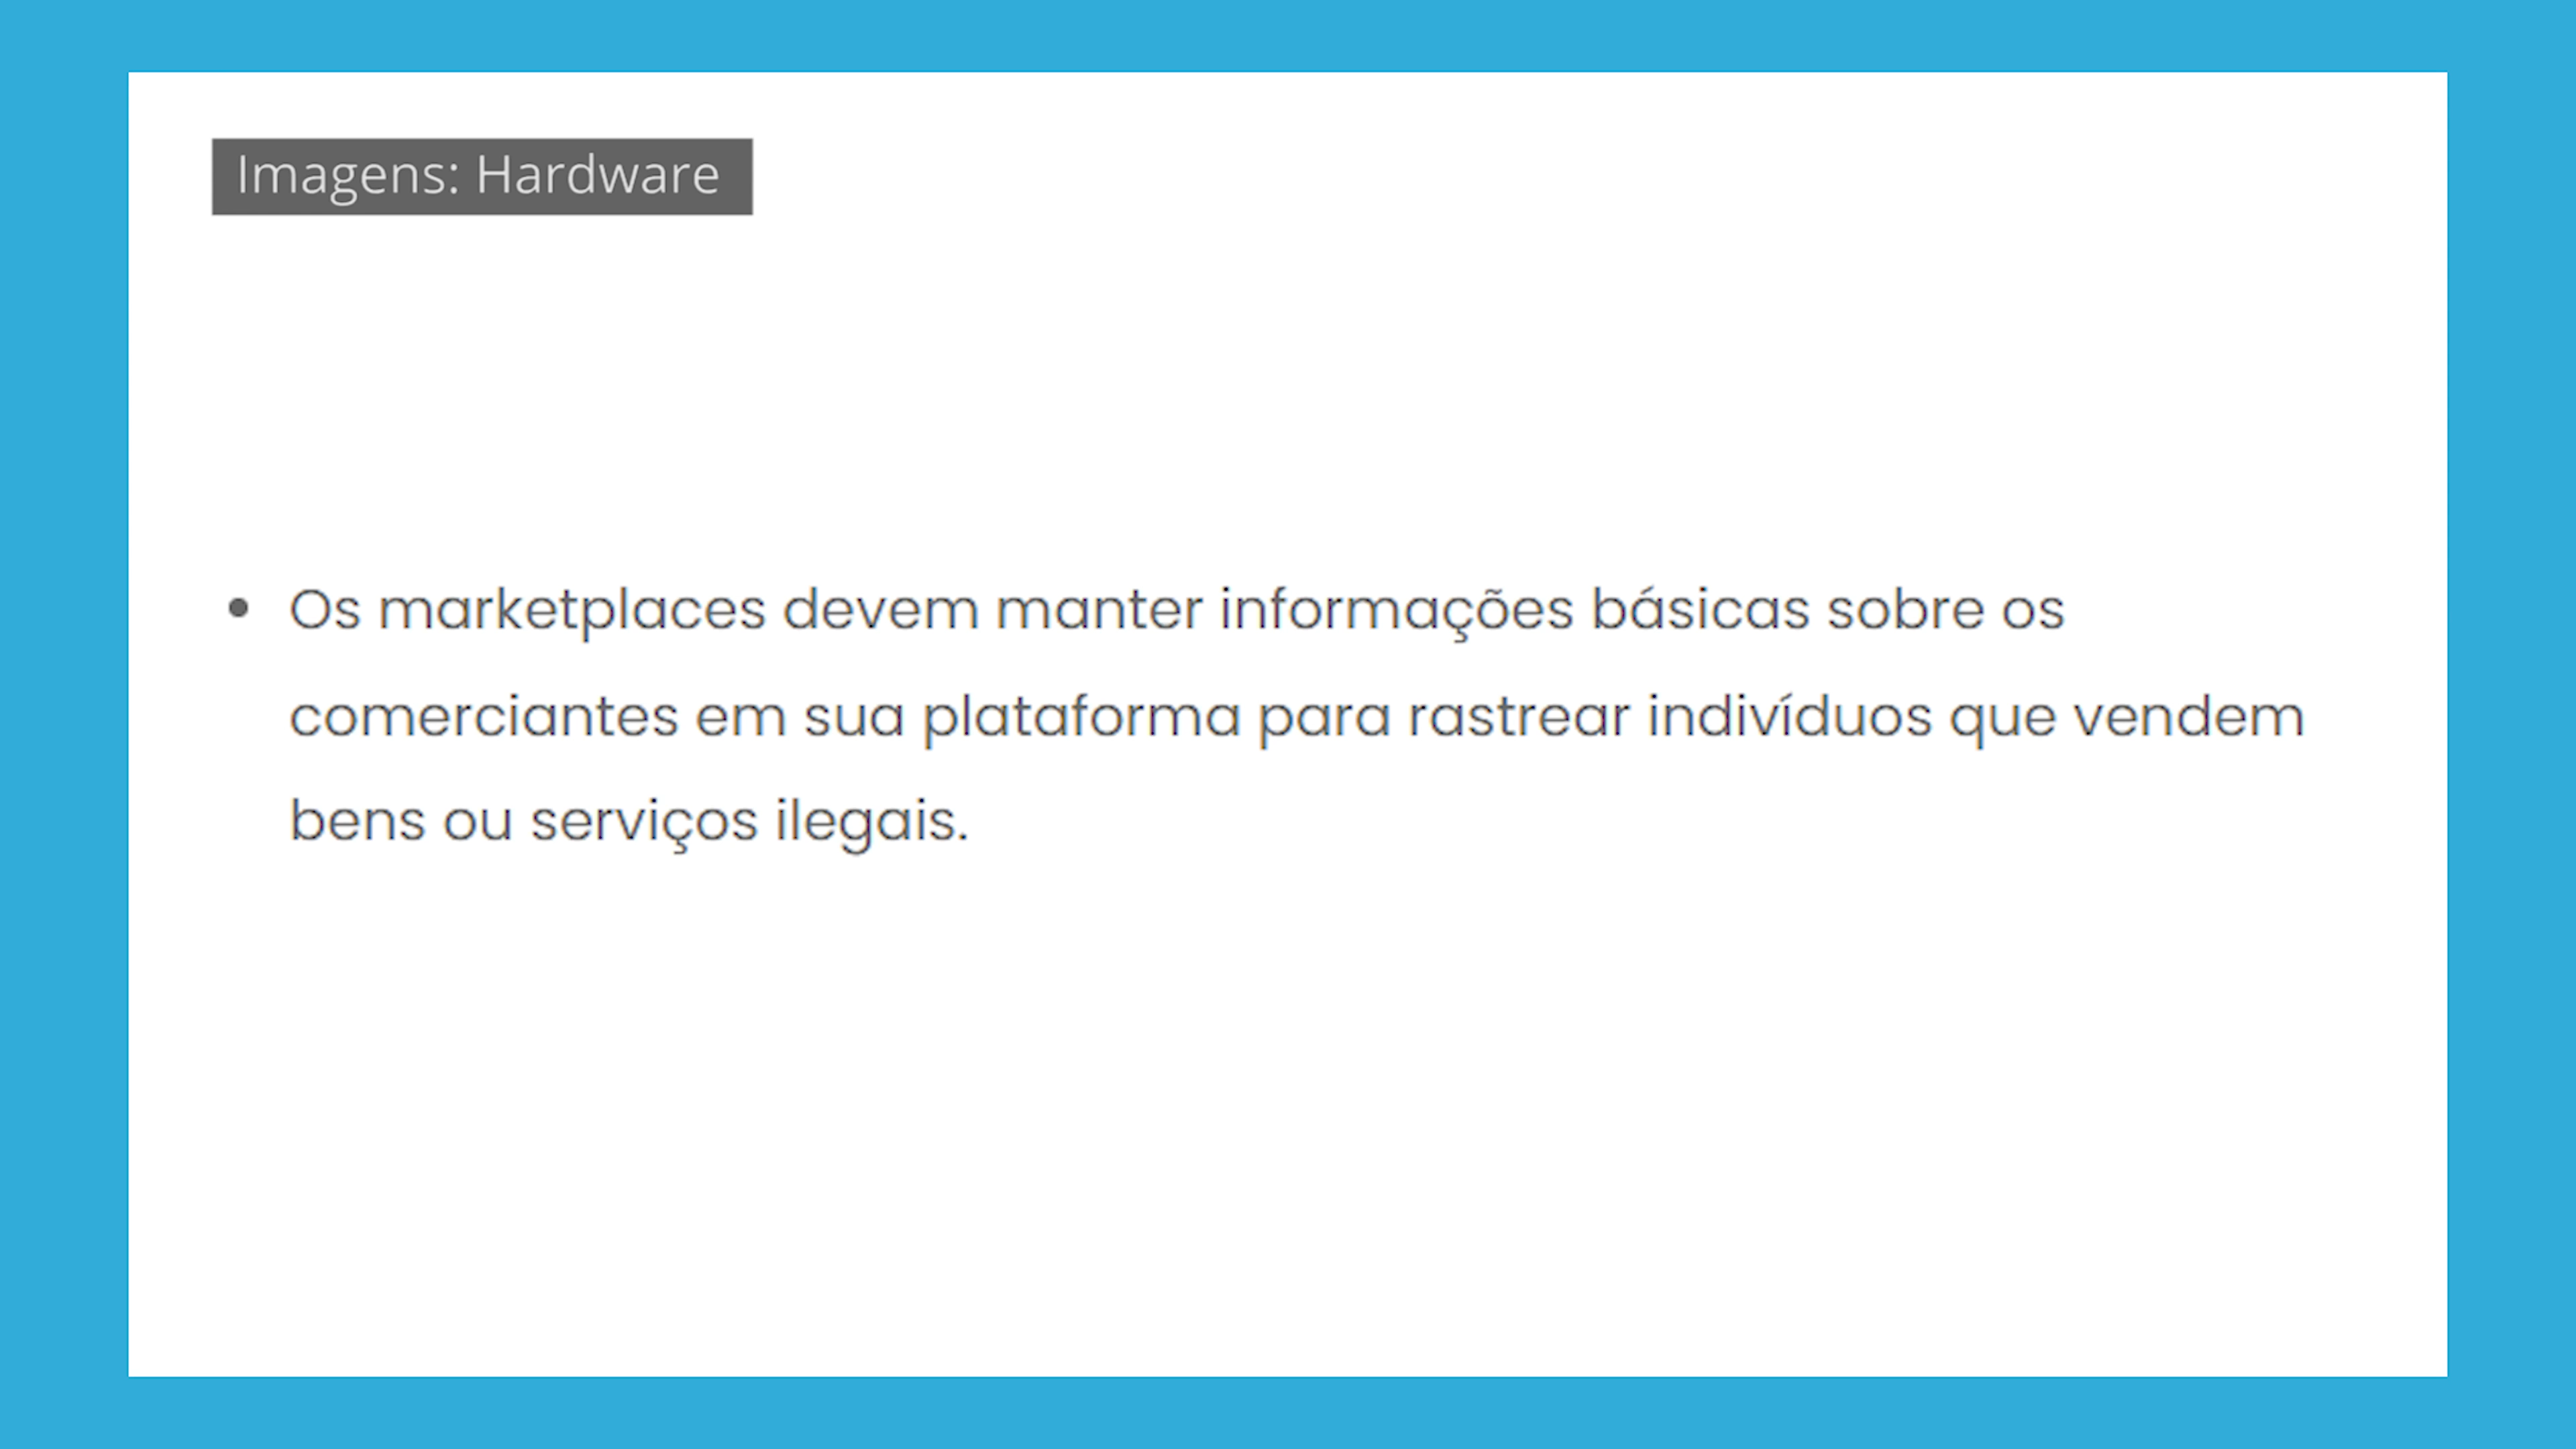 Imagens: Hardware
• Os marketplaces devem manter informações básicas sobre os
comerciantes em sua plataforma para rastrear indivíduos que vendem
bens ou serviços ilegais.